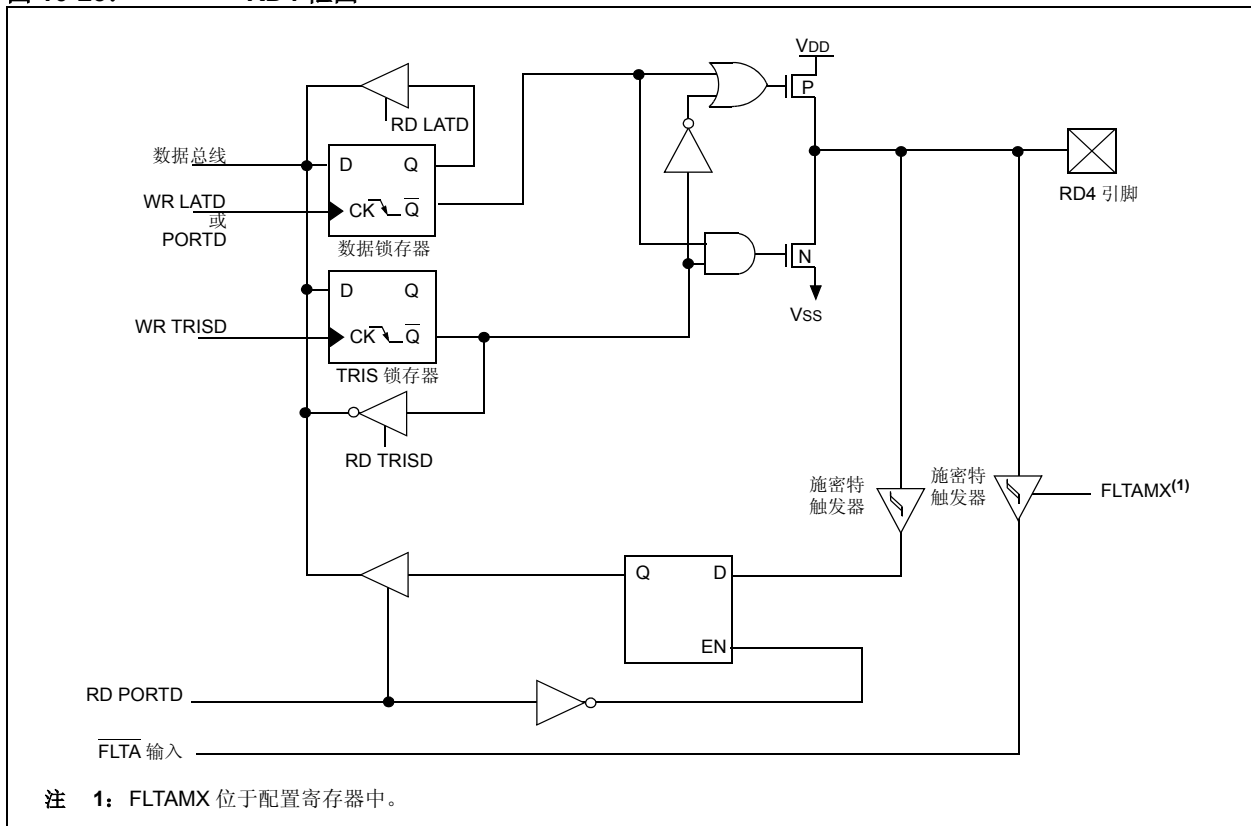 VDD
P
RD LATD
数据总线
D Q
RD4 引脚
WR LATD
或
PORTD
CK Q
数据锁存器
N
D Q
VSS
WR TRISD
CK Q
TRIS 锁存器
RD TRISD
施密特
触发器
施密特
触发器
FLTAMX(1)
Q D
EN
RD PORTD
FLTA 输入
注 1: FLTAMX 位于配置寄存器中。